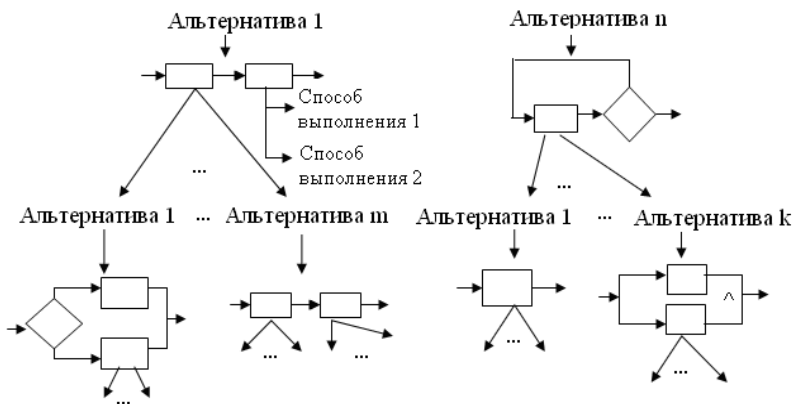 Альтернатива 1
Альтернатива n
Способ
выполнения 1
Способ
выполнения 2
...
...
Альтернатива 1 ... Альтернатива m
Альтернатива 1 ... Альтернатива k
^
...
...
...
...
...